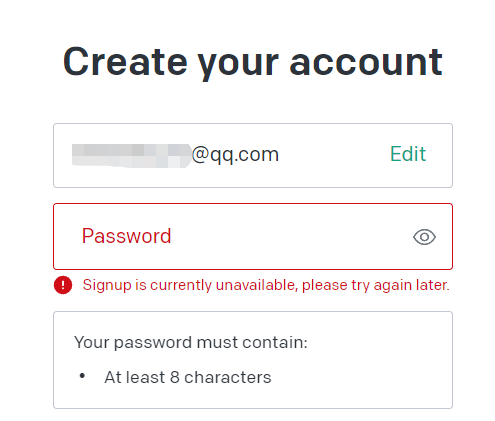 Create your account
@qq.com Edit
Password
Signup is currently unavailable, please try again later.
Your password must contain:
• At least 8 characters